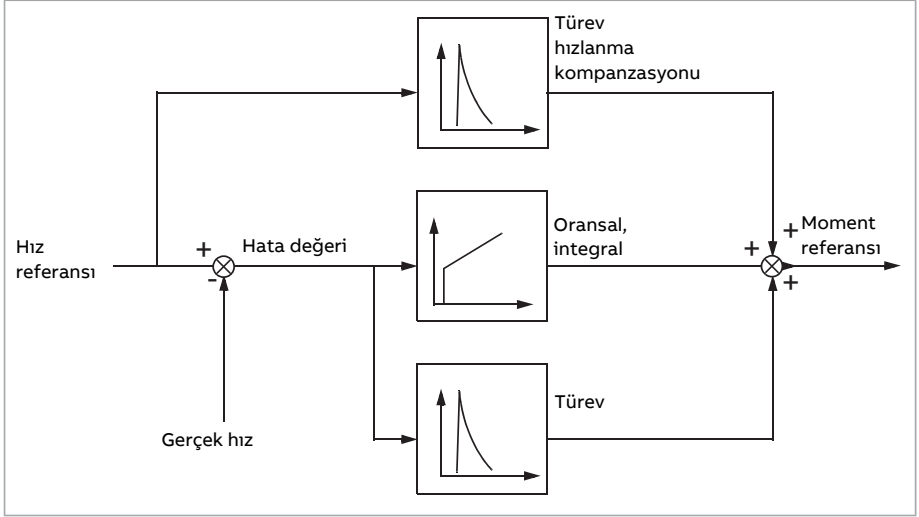 Türev
hızlanma
kompanzasyonu
Hız
referansı
+
-
Hata değeri
Oransal,
integral
+
+
Moment
referansı
+
Gerçek hız
Türev